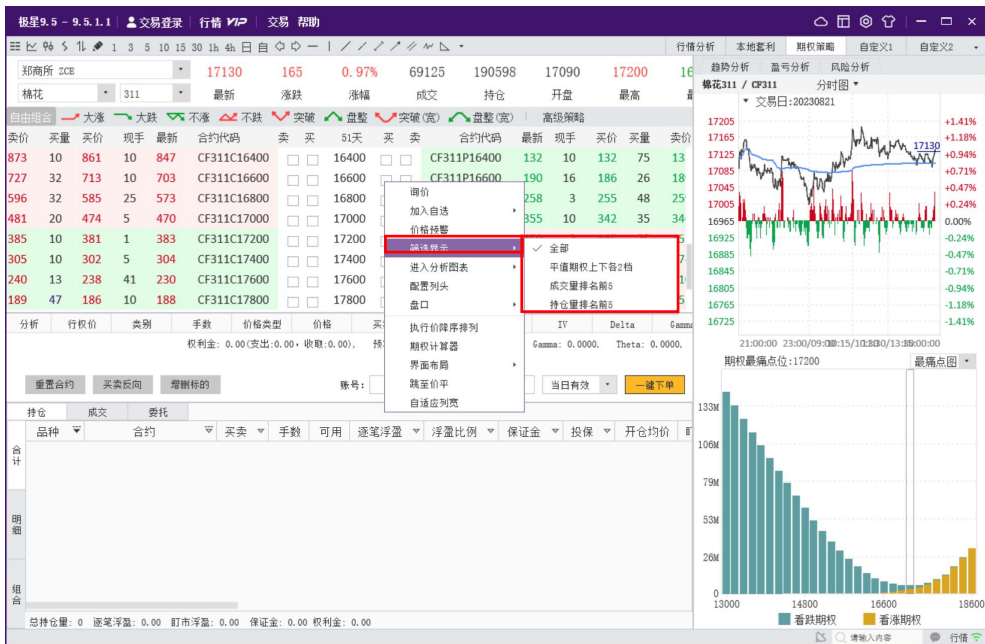 极星9.5 - 9.5.1.1 交易登录 行情 VIP 交易 帮助
1 3 5 10 15 30 1h 4h 日 自
行情分析 本地套利 期权策略 自定义1 自定义2
郑商所 ZCE 17130 165 0.97% 69125 190598 17090 17200 16
棉花 311 最新 涨跌 涨幅 成交 持仓 开盘 最高
自由组合 大涨 大跌 不涨 不跌 突破 盘整 突破(宽) 盘整(宽) 高级策略
卖价 买量 买价 现手 最新 合约代码 卖 买 51天 买 卖 合约代码 最新 现手 买价 买量 卖价
873 10 861 10 847 CF311C16400 16400 CF311P16400 132 10 132 75 13
727 32 713 10 703 CF311C16600 16600 CF311P16600 190 16 186 26 18
596 32 585 25 573 CF311C16800 16800 258 3 255 48 25
481 20 474 5 470 CF311C17000 17000 355 10 342 35 34
385 10 381 1 383 CF311C17200 17200
305 10 302 5 304 CF311C17400 17400
240 13 238 41 230 CF311C17600 17600
189 47 186 10 188 CF311C17800 17800
询价
加入自选
价格预警
筛选显示
进入分析图表
配置列头
盘口
执行价降序排列
期权计算器
界面布局
跳至价平
自适应列宽
✓ 全部
平值期权上下各2档
成交量排名前5
持仓量排名前5
分析 行权价 类别 手数 价格类型 价格 IV Delta Gamma
权利金: 0.00(支出:0.00, 收取:0.00), Gamma: 0.0000, Theta: 0.0000,
重置合约 买卖反向 增删标的 账号: 当日有效 一键下单
持仓 成交 委托
品种 合约 买卖 手数 可用 逐笔浮盈 浮盈比例 保证金 投保 开仓均价
合计
明细
组合
总持仓量: 0 逐笔浮盈: 0.00 盯市浮盈: 0.00 保证金: 0.00 权利金: 0.00
趋势分析 盈亏分析 风险分析
棉花311 / CF311 分时图
交易日:20230821
17205 +1.41%
17165 +1.18%
17130
17125 +0.94%
17085 +0.71%
17045 +0.47%
17005 +0.24%
16965 0.00%
16925 -0.24%
16885 -0.47%
16845 -0.71%
16805 -0.94%
16765 -1.18%
16725 -1.41%
期权最痛点位:17200 最痛点图
133M
106M
79M
53M
26M
0
13000 14800 16600 18600
看跌期权 看涨期权
请输入内容 行情